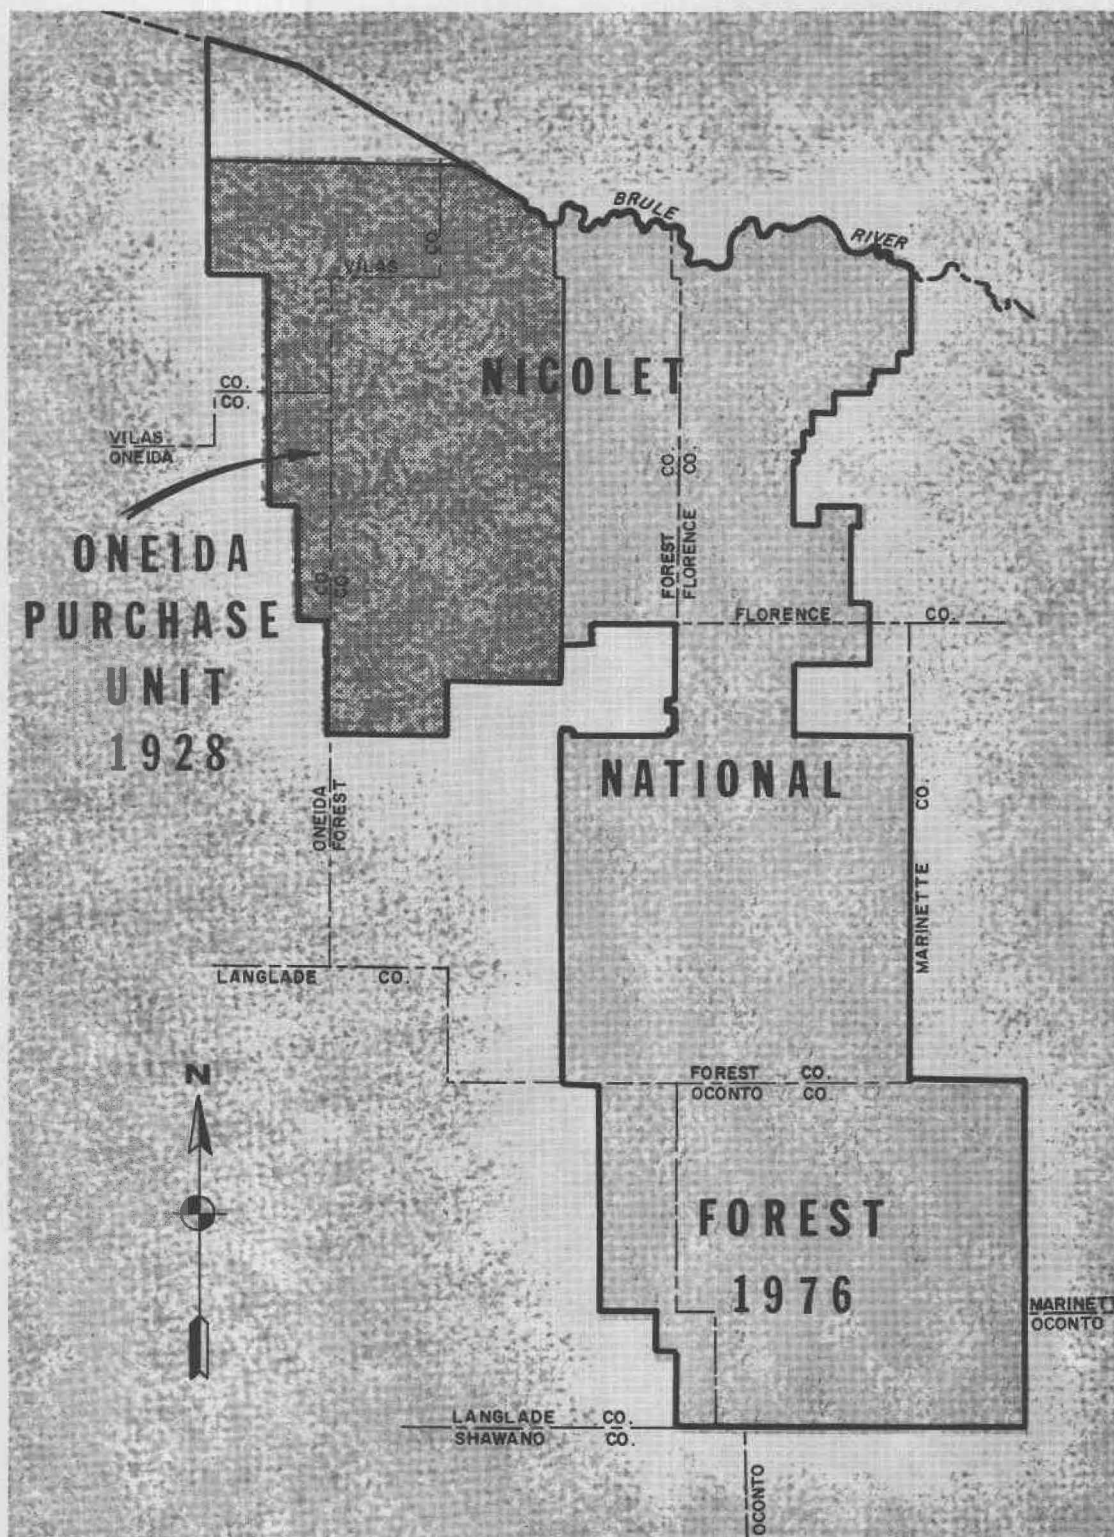 BRULE
RIVER
CO.
VILAS
NICOLET
CO.
CO.
VILAS
ONEIDA
CO.
CO.
FOREST CO.
FLORENCE CO.
ONEIDA
PURCHASE
UNIT
1928
CO.
CO.
FLORENCE CO.
NATIONAL
ONEIDA
FOREST
MARINETTE CO.
LANGLADE CO.
N
FOREST CO.
OCONTO CO.
FOREST
1976
MARINETT
OCONTO
LANGLADE CO.
SHAWANO CO.
OCONTO